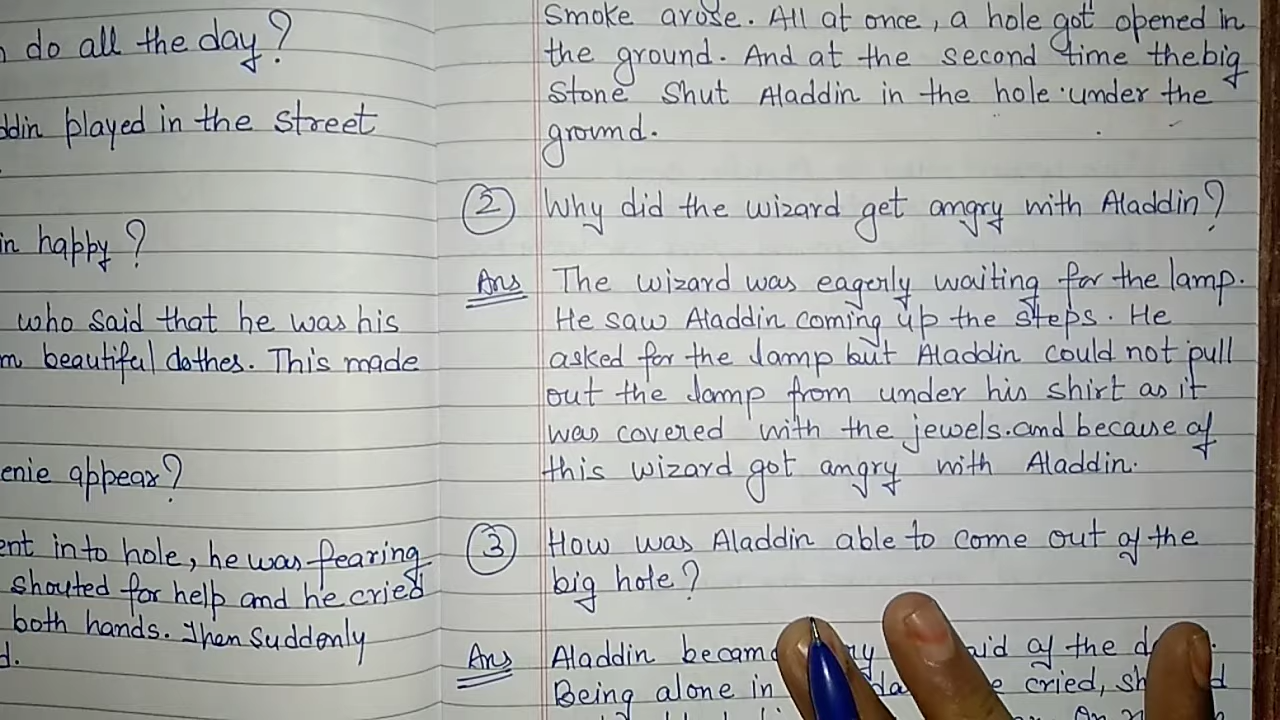 do all the day?
played in the street
happy?
who said that he was his
beautiful clothes. This made
appear?
into hole, he was fearing
shouted for help and he cried
both hands. Then suddenly
Smoke arose. All at once, a hole got opened in
the ground. And at the second time the big
Stone Shut Aladdin in the hole under the
ground.
2 Why did the wizard get angry with Aladdin?
Ans The wizard was eagerly waiting for the lamp.
He saw Aladdin coming up the steps. He
asked for the lamp but Aladdin could not pull
out the lamp from under his shirt as it
was covered with the jewels. and because of
this wizard got angry with Aladdin.
3 How was Aladdin able to come out of the
big hole?
Ans Aladdin of the
Being alone in cried,